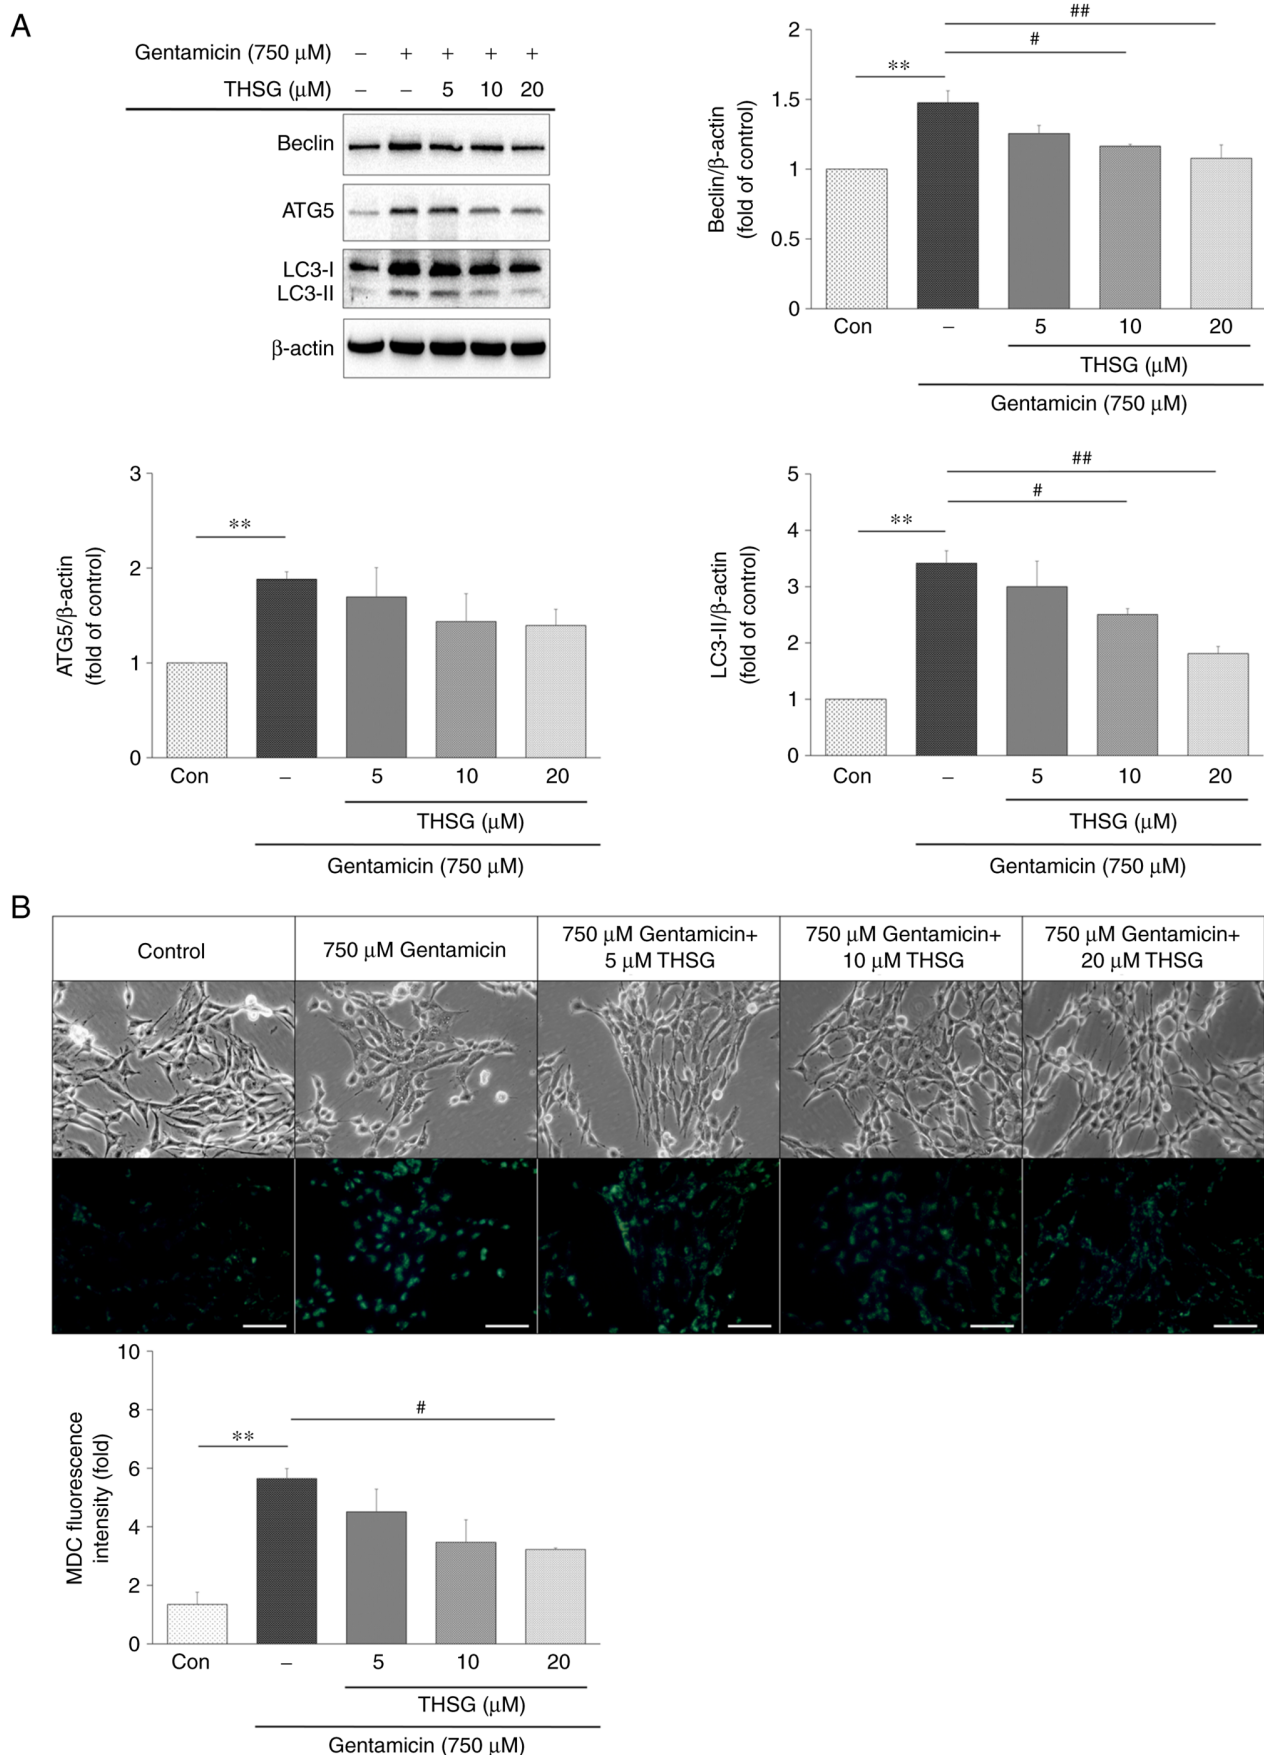 A
Gentamicin (750 μM) – + + + +
THSG (μM) – – 5 10 20
Beclin
ATG5
LC3-I
LC3-II
β-actin
##
#
**
2
1.5
1
0.5
0
Beclin/β-actin
(fold of control)
Con – 5 10 20
THSG (μM)
Gentamicin (750 μM)
**
3
2
1
0
ATG5/β-actin
(fold of control)
Con – 5 10 20
THSG (μM)
Gentamicin (750 μM)
##
#
**
5
4
3
2
1
0
LC3-II/β-actin
(fold of control)
Con – 5 10 20
THSG (μM)
Gentamicin (750 μM)
B
Control
750 μM Gentamicin
750 μM Gentamicin+
5 μM THSG
750 μM Gentamicin+
10 μM THSG
750 μM Gentamicin+
20 μM THSG
#
**
10
8
6
4
2
0
MDC fluorescence
intensity (fold)
Con – 5 10 20
THSG (μM)
Gentamicin (750 μM)